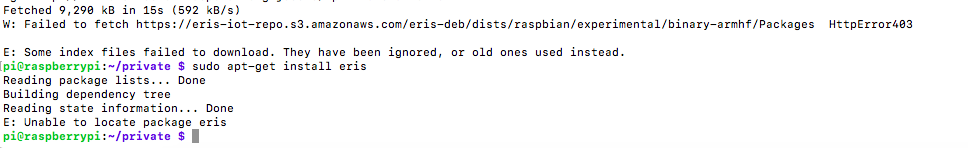 Fetched 9,290 kB in 15s (592 kB/s)
W: Failed to fetch https://eris-iot-repo.s3.amazonaws.com/eris-deb/dists/raspbian/experimental/binary-armhf/Packages  HttpError403
E: Some index files failed to download. They have been ignored, or old ones used instead.
[pi@raspberrypi:~/private $ sudo apt-get install eris
Reading package lists... Done
Building dependency tree
Reading state information... Done
E: Unable to locate package eris
pi@raspberrypi:~/private $